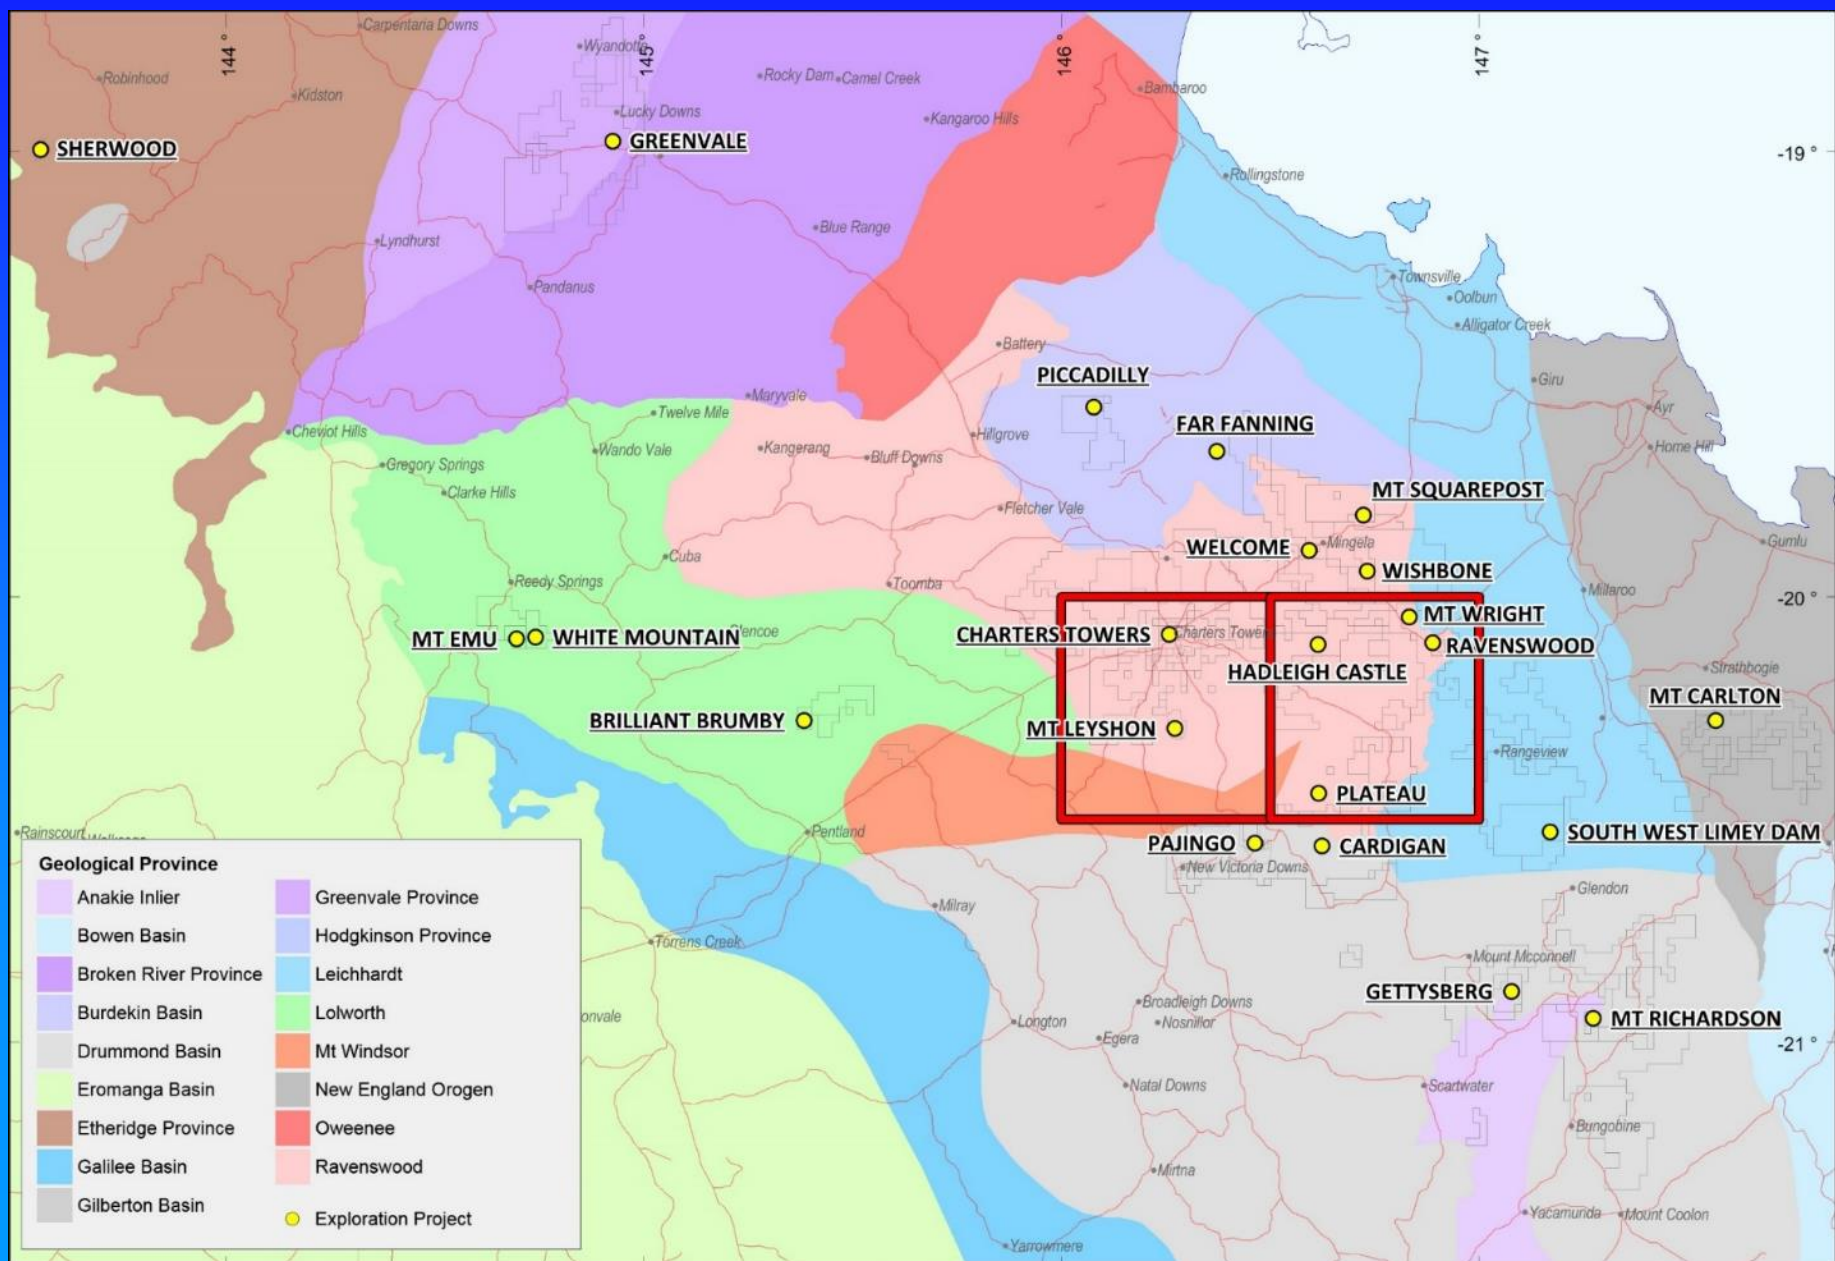 Carpentaria Downs
144 °
Wyandotte
145 °
146 °
147 °
Robinhood
Kidston
Rocky Dam
Camel Creek
Bambaroo
Lucky Downs
Kangaroo Hills
SHERWOOD
GREENVALE
-19 °
Rollingstone
Lyndhurst
Blue Range
Pandanus
Townsville
Oolbun
Alligator Creek
Battery
PICCADILLY
Giru
Maryvale
Ayr
Twelve Mile
FAR FANNING
Cheviot Hills
Hillgrove
Home Hill
Wando Vale
Kangerang
Bluff Downs
Gregory Springs
Clarke Hills
MT SQUAREPOST
Fletcher Vale
WELCOME
Mingela
Gumlu
Cuba
WISHBONE
Reedy Springs
Toomba
Millaroo
-20 °
MT WRIGHT
MT EMU
WHITE MOUNTAIN
Glencoe
CHARTERS TOWERS
Charters Towers
RAVENSWOOD
HADLEIGH CASTLE
Strathbogie
MT CARLTON
BRILLIANT BRUMBY
MT LEYSHON
Rangeview
PLATEAU
Rainscourt
Pentland
SOUTH WEST LIMEY DAM
PAJINGO
CARDIGAN
New Victoria Downs
Glendon
Milray
Torrens Creek
Mount Mcconnell
GETTYSBERG
Broadleigh Downs
Longton
Nosnillor
MT RICHARDSON
onvale
Egera
-21 °
Natal Downs
Scartwater
Bungobine
Mirtna
Yacamunda
Mount Coolon
Yarrowmere
Geological Province
Anakie Inlier
Bowen Basin
Broken River Province
Burdekin Basin
Drummond Basin
Eromanga Basin
Etheridge Province
Galilee Basin
Gilberton Basin
Greenvale Province
Hodgkinson Province
Leichhardt
Lolworth
Mt Windsor
New England Orogen
Oweenee
Ravenswood
Exploration Project